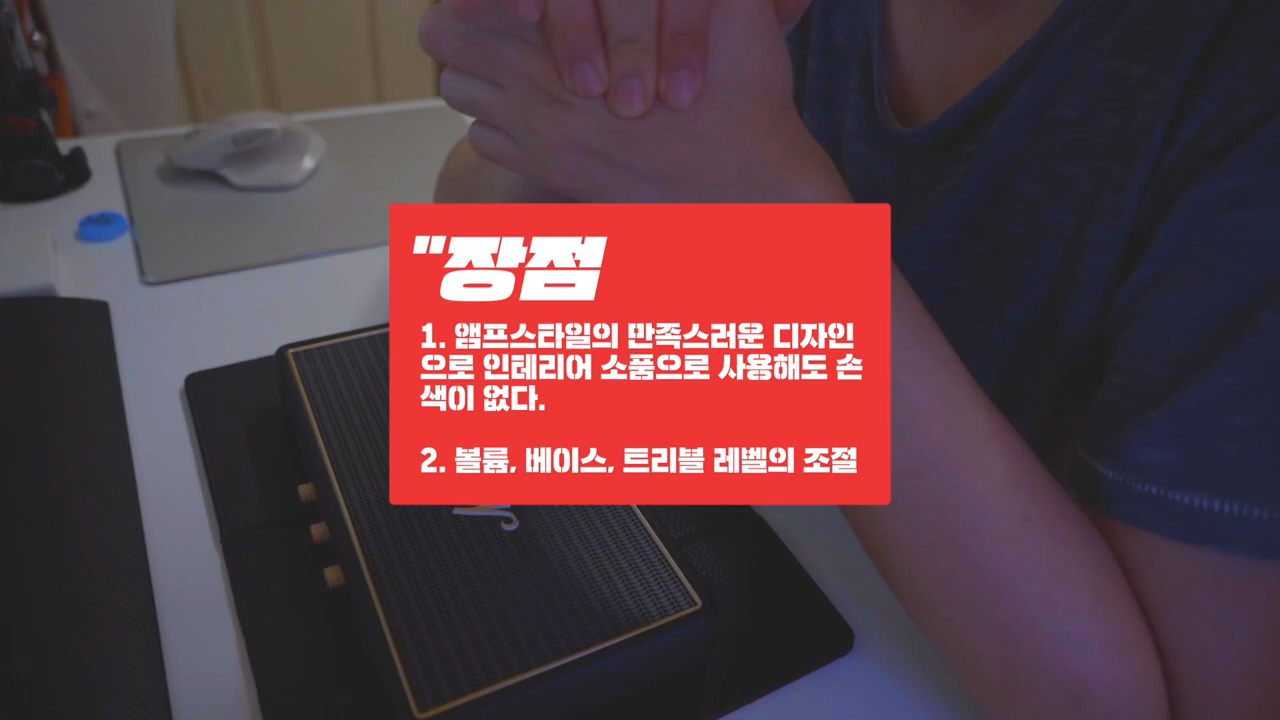 "장점
1. 앰프스타일의 만족스러운 디자인
으로 인테리어 소품으로 사용해도 손
색이 없다.
2. 볼륨, 베이스, 트리블 레벨의 조절